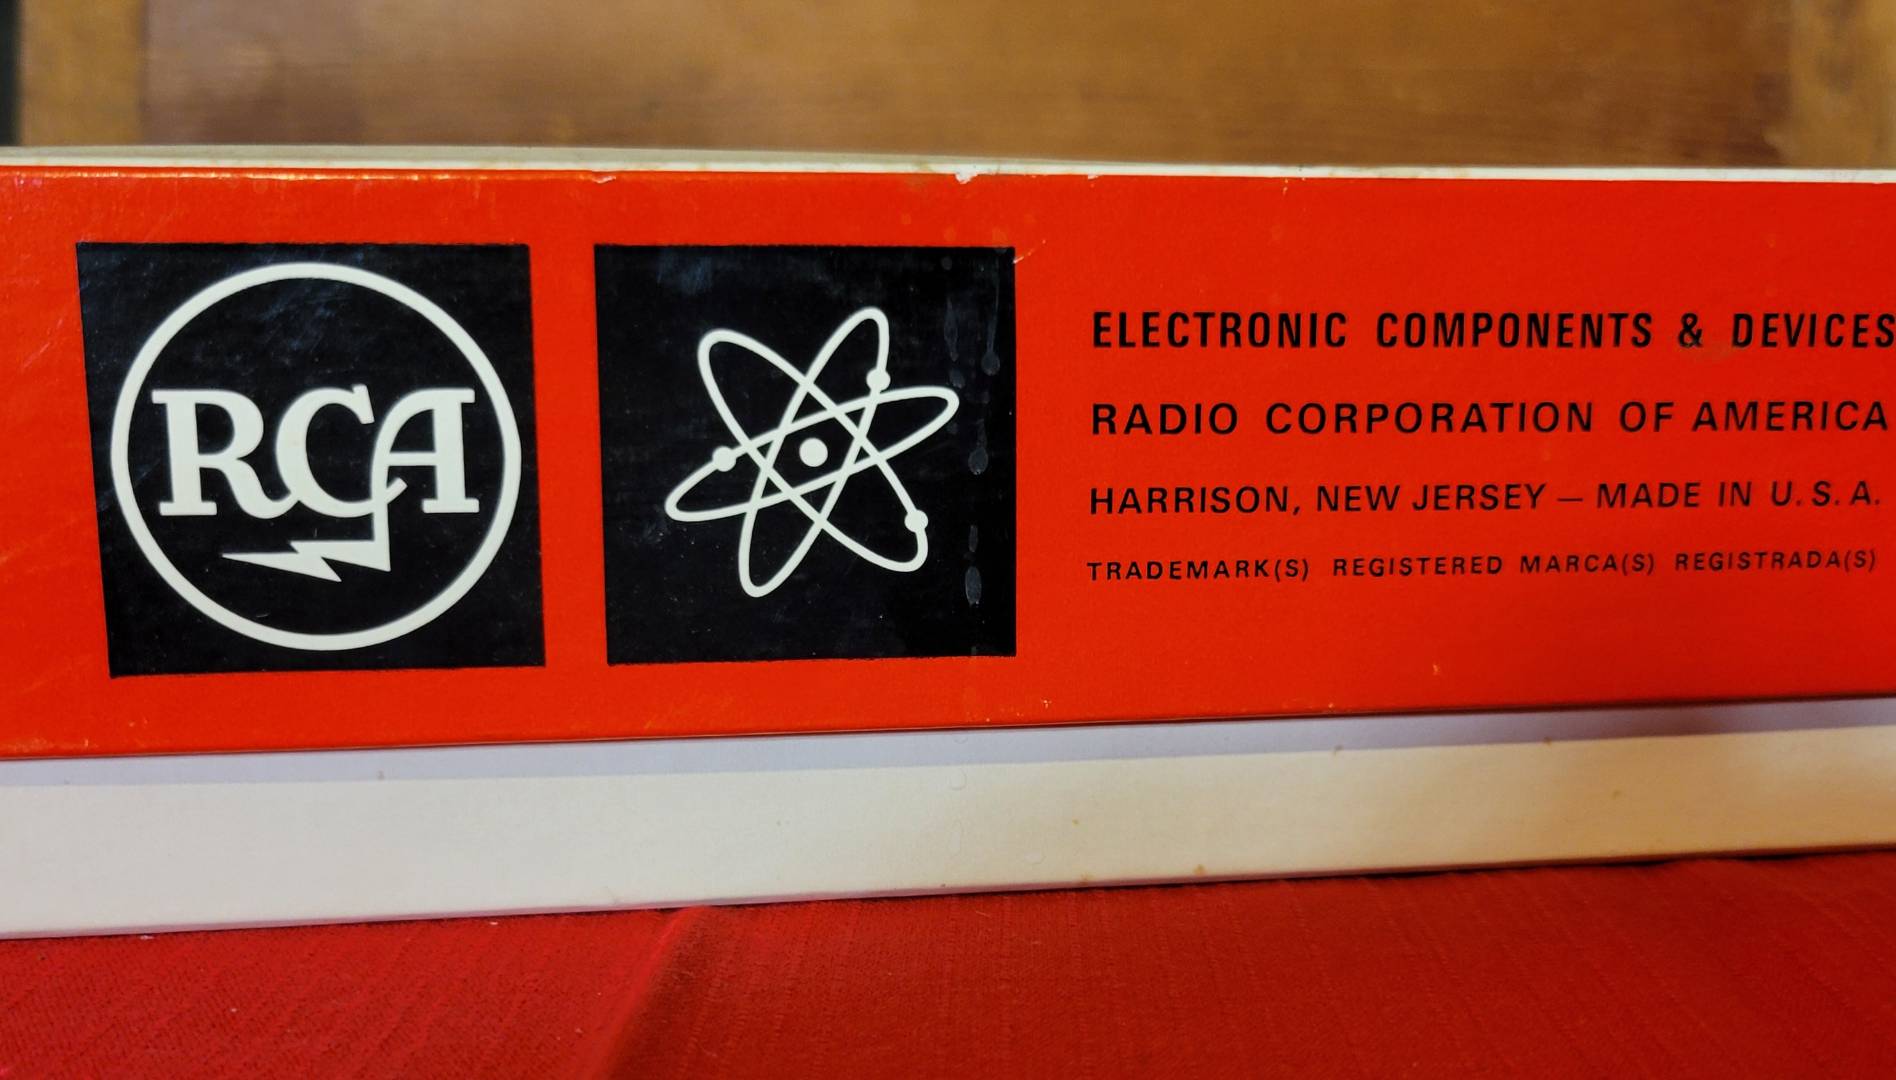 RCA
ELECTRONIC COMPONENTS & DEVICES
RADIO CORPORATION OF AMERICA
HARRISON, NEW JERSEY — MADE IN U.S.A.
TRADEMARK(S) REGISTERED MARCA(S) REGISTRADA(S)